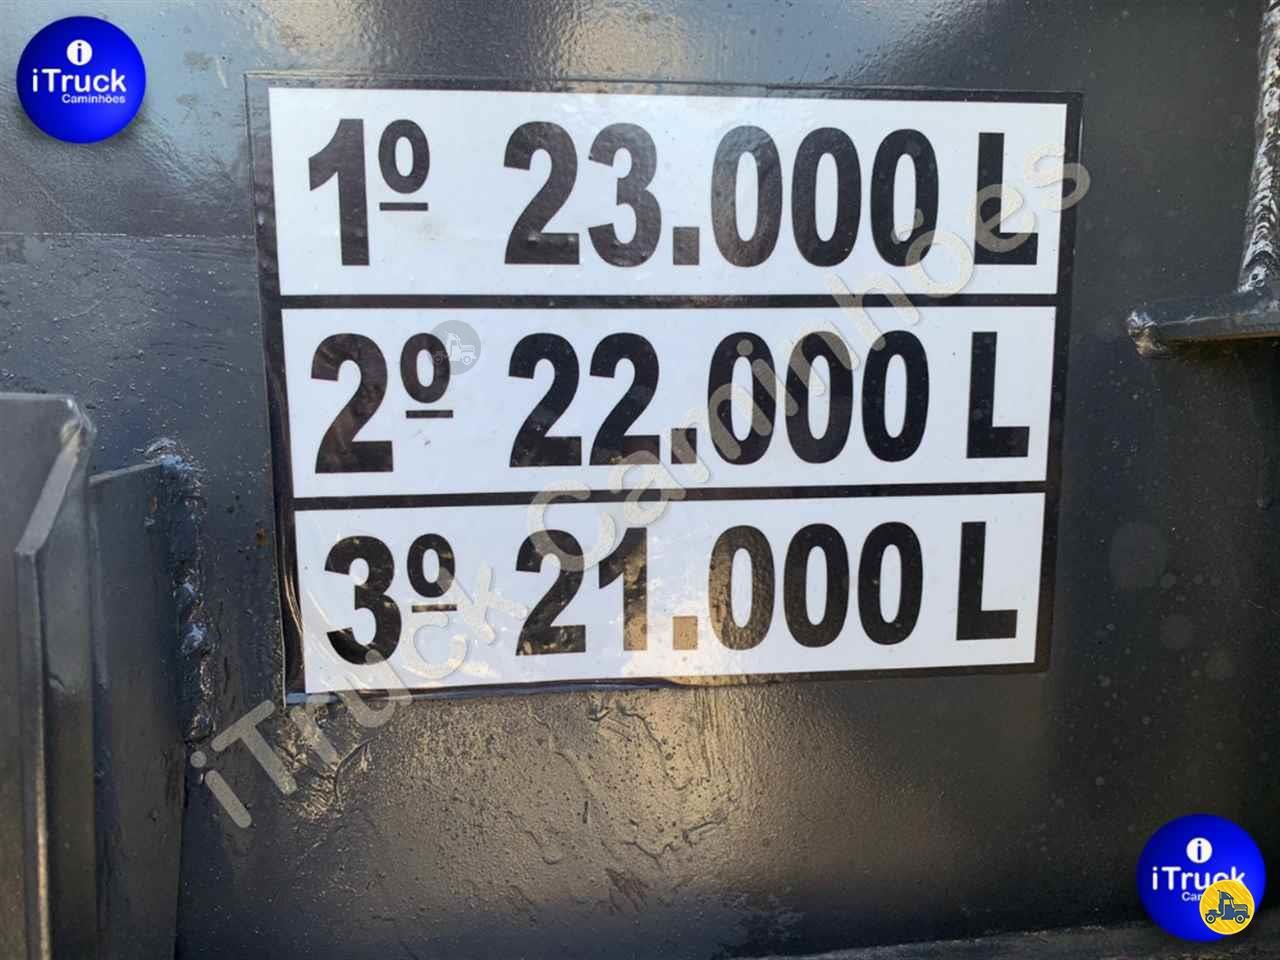 i
iTruck
Caminhões
1º 23.000 L
2º 22.000 L
3º 21.000 L
iTruck Caminhões
i
iTruck